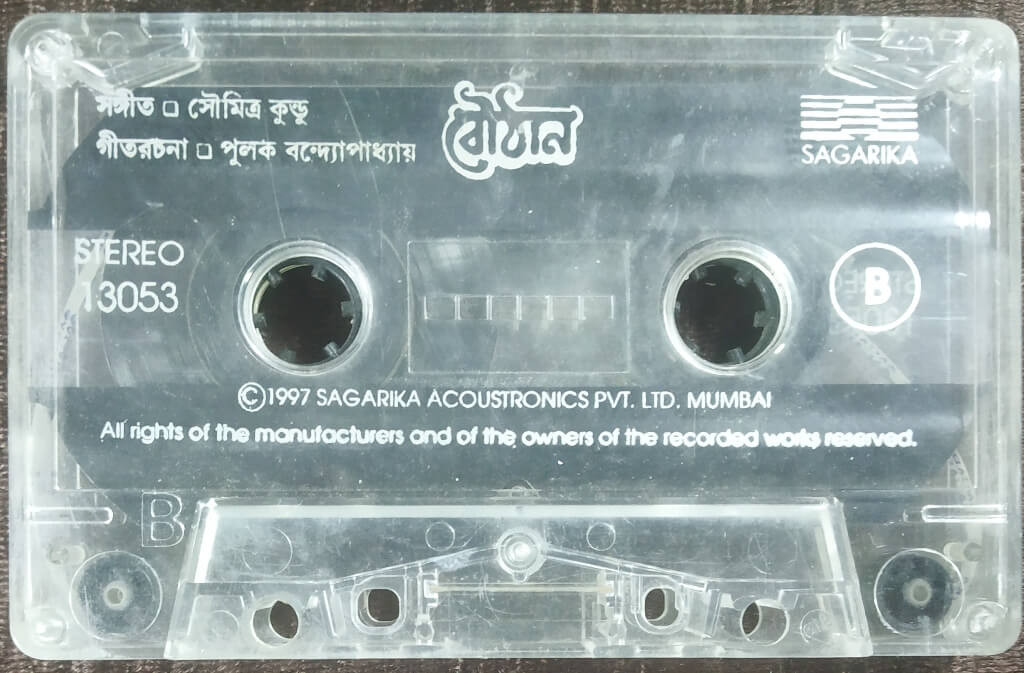 সঙ্গীত □ সৌমিত্র কুন্ডু
গীতরচনা □ পুলক বন্দ্যোপাধ্যায়
বৌঠান
SAGARIKA
STEREO
13053
B
©1997 SAGARIKA ACOUSTRONICS PVT. LTD. MUMBAI
All rights of the manufacturers and of the owners of the recorded works reserved.
B